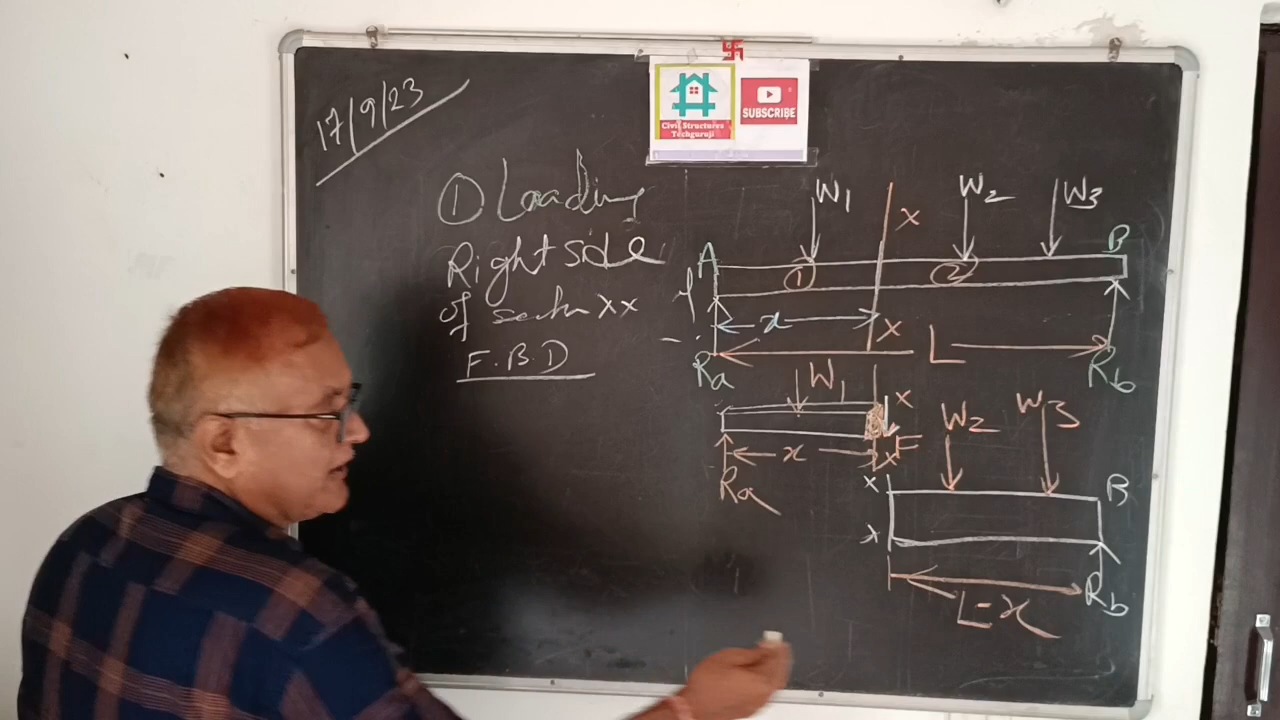 17/9/23
Civil Structures
Techguruji
SUBSCRIBE
① Loading
Right side
of section XX
F.B.D
W1
X
W2
W3
A
①
②
B
x
X
Ra
L
Rb
W1
X
F
x
X
Ra
W2
W3
X
B
X
L-x
Rb